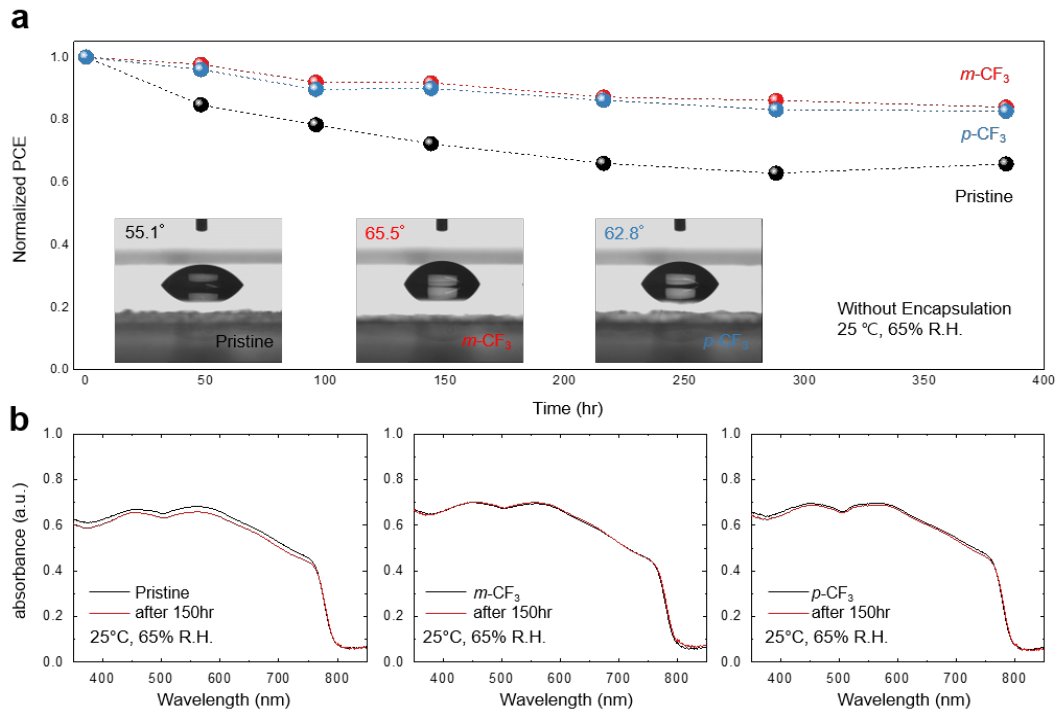 a
1.0
0.8
0.6
0.4
0.2
0.0
Normalized PCE
m-CF₃
p-CF₃
Pristine
55.1°
Pristine
65.5°
m-CF₃
62.8°
p-CF₃
Without Encapsulation
25 ℃, 65% R.H.
0 50 100 150 200 250 300 350 400
Time (hr)
b
absorbance (a.u.)
1.0
0.8
0.6
0.4
0.2
0.0
Pristine
after 150hr
25°C, 65% R.H.
400 500 600 700 800
Wavelength (nm)
1.0
0.8
0.6
0.4
0.2
0.0
m-CF₃
after 150hr
25°C, 65% R.H.
400 500 600 700 800
Wavelength (nm)
1.0
0.8
0.6
0.4
0.2
0.0
p-CF₃
after 150hr
25°C, 65% R.H.
400 500 600 700 800
Wavelength (nm)